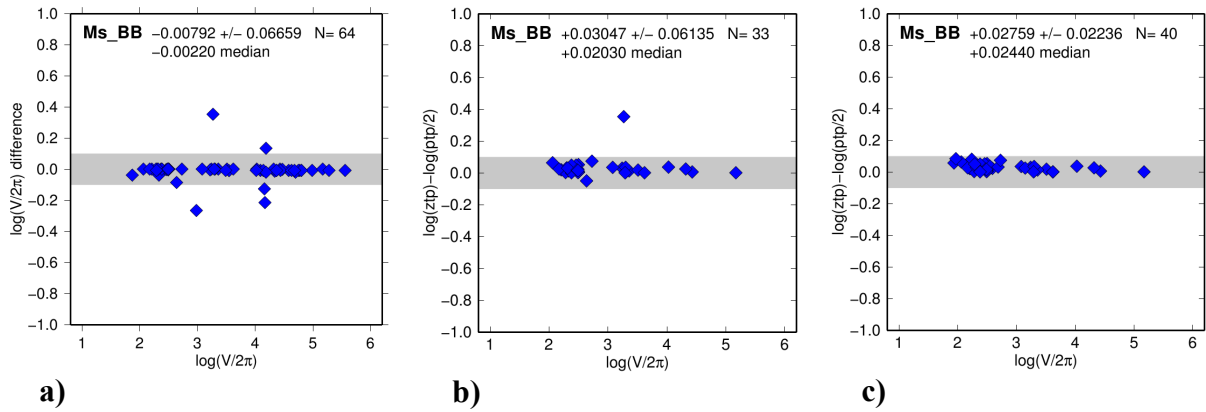 Ms_BB −0.00792 +/− 0.06659 N= 64
−0.00220 median
log(V/2π) difference
1.0
0.8
0.6
0.4
0.2
0.0
−0.2
−0.4
−0.6
−0.8
−1.0
1 2 3 4 5 6
log(V/2π)
a)
Ms_BB +0.03047 +/− 0.06135 N= 33
+0.02030 median
log(ztp)−log(ptp/2)
1.0
0.8
0.6
0.4
0.2
0.0
−0.2
−0.4
−0.6
−0.8
−1.0
1 2 3 4 5 6
log(V/2π)
b)
Ms_BB +0.02759 +/− 0.02236 N= 40
+0.02440 median
log(ztp)−log(ptp/2)
1.0
0.8
0.6
0.4
0.2
0.0
−0.2
−0.4
−0.6
−0.8
−1.0
1 2 3 4 5 6
log(V/2π)
c)